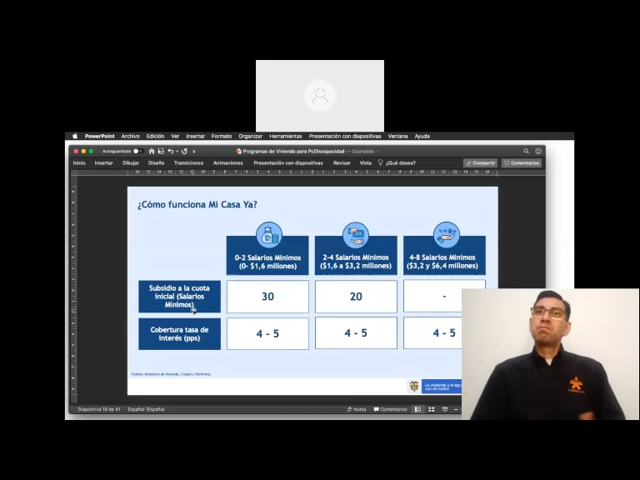 PowerPoint Archivo Edición Ver Insertar Formato Organizar Herramientas Presentación con diapositivas Ventana Ayuda
Autoguardado
Programas de Vivienda para PcDiscapacidad — Guardado
Inicio Insertar Dibujar Diseño Transiciones Animaciones Presentación con diapositivas Revisar Vista ¿Qué desea? Compartir Comentarios
¿Cómo funciona Mi Casa Ya?
0-2 Salarios Mínimos
(0- $1,6 millones)
2-4 Salarios Mínimos
($1,6 a $3,2 millones)
4-8 Salarios Mínimos
($3,2 y $6,4 millones)
Subsidio a la cuota
inicial (Salarios
Mínimos)
30
20
-
Cobertura tasa de
interés (pps)
4 - 5
4 - 5
4 - 5
Fuente: Ministerio de Vivienda, Ciudad y Territorio.
La vivienda y el agua
Diapositiva 18 de 41 Español (España) Notas Comentarios